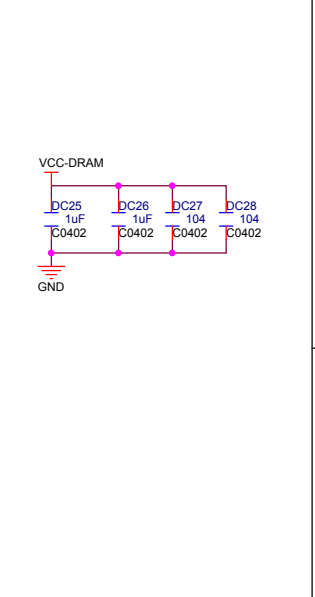 VCC-DRAM
DC25 DC26 DC27 DC28
1uF 1uF 104 104
C0402 C0402 C0402 C0402
GND